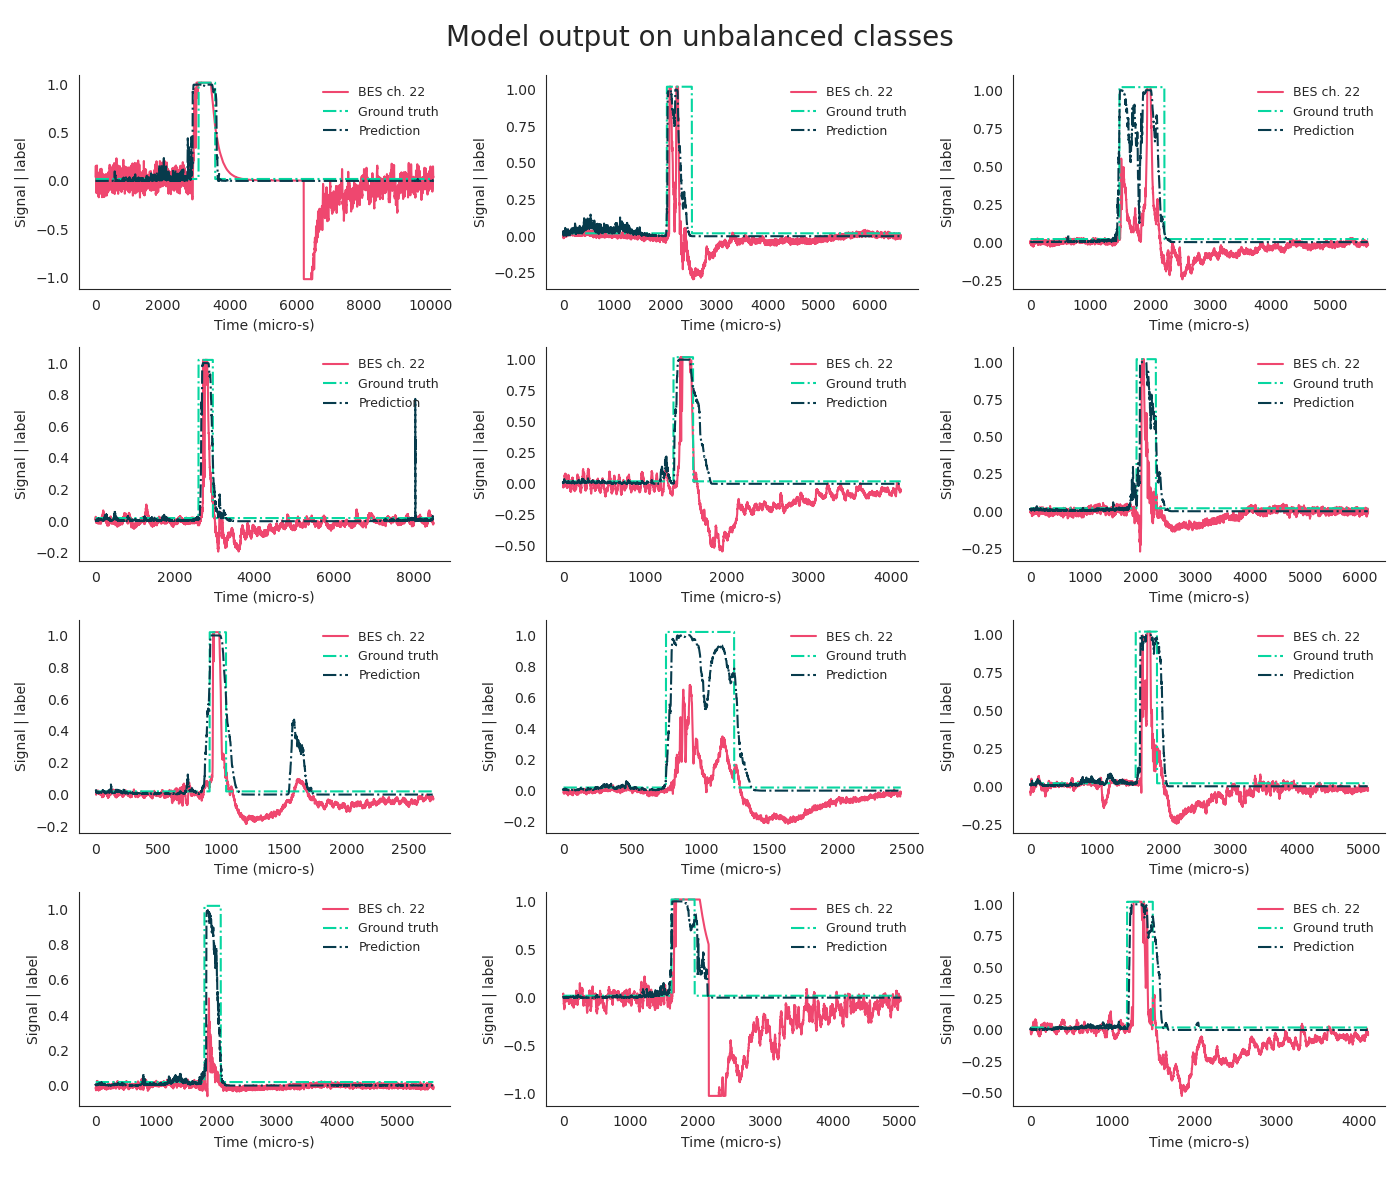 Model output on unbalanced classes
1.0
0.5
0.0
−0.5
−1.0
Signal | label
BES ch. 22
Ground truth
Prediction
0 2000 4000 6000 8000 10000
Time (micro-s)
1.00
0.75
0.50
0.25
0.00
−0.25
Signal | label
BES ch. 22
Ground truth
Prediction
0 1000 2000 3000 4000 5000 6000
Time (micro-s)
1.00
0.75
0.50
0.25
0.00
−0.25
Signal | label
BES ch. 22
Ground truth
Prediction
0 1000 2000 3000 4000 5000
Time (micro-s)
1.0
0.8
0.6
0.4
0.2
0.0
−0.2
Signal | label
BES ch. 22
Ground truth
Prediction
0 2000 4000 6000 8000
Time (micro-s)
1.00
0.75
0.50
0.25
0.00
−0.25
−0.50
Signal | label
BES ch. 22
Ground truth
Prediction
0 1000 2000 3000 4000
Time (micro-s)
1.00
0.75
0.50
0.25
0.00
−0.25
Signal | label
BES ch. 22
Ground truth
Prediction
0 1000 2000 3000 4000 5000 6000
Time (micro-s)
1.0
0.8
0.6
0.4
0.2
0.0
−0.2
Signal | label
BES ch. 22
Ground truth
Prediction
0 500 1000 1500 2000 2500
Time (micro-s)
1.0
0.8
0.6
0.4
0.2
0.0
−0.2
Signal | label
BES ch. 22
Ground truth
Prediction
0 500 1000 1500 2000 2500
Time (micro-s)
1.00
0.75
0.50
0.25
0.00
−0.25
Signal | label
BES ch. 22
Ground truth
Prediction
0 1000 2000 3000 4000 5000
Time (micro-s)
1.0
0.8
0.6
0.4
0.2
0.0
Signal | label
BES ch. 22
Ground truth
Prediction
0 1000 2000 3000 4000 5000
Time (micro-s)
1.0
0.5
0.0
−0.5
−1.0
Signal | label
BES ch. 22
Ground truth
Prediction
0 1000 2000 3000 4000 5000
Time (micro-s)
1.00
0.75
0.50
0.25
0.00
−0.25
−0.50
Signal | label
BES ch. 22
Ground truth
Prediction
0 1000 2000 3000 4000
Time (micro-s)